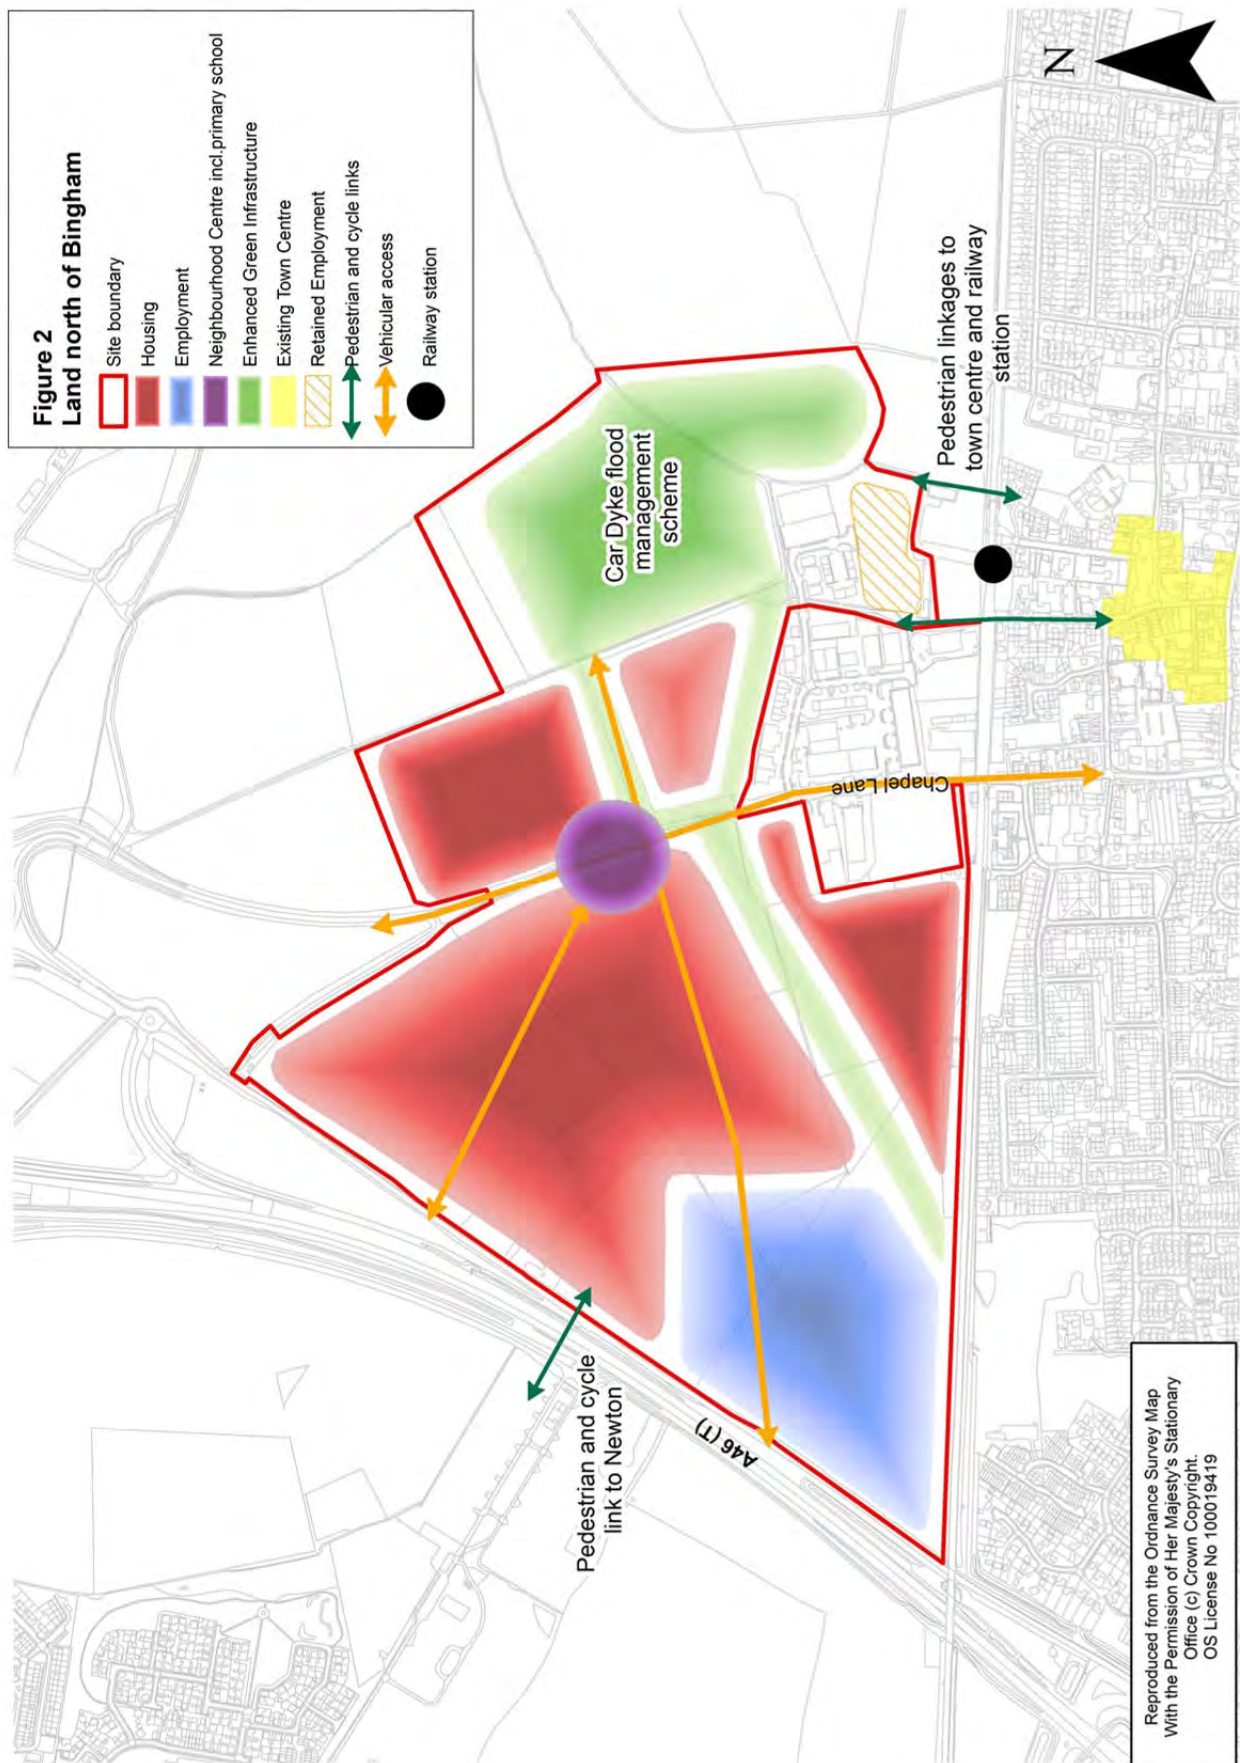 Figure 2
Land north of Bingham
Site boundary
Housing
Employment
Neighbourhood Centre incl.primary school
Enhanced Green Infrastructure
Existing Town Centre
Retained Employment
Pedestrian and cycle links
Vehicular access
Railway station
N
Car Dyke flood
management
scheme
Pedestrian linkages to
town centre and railway
station
Chapel Lane
Pedestrian and cycle
link to Newton
A46 (T)
Reproduced from the Ordnance Survey Map
With the Permission of Her Majesty's Stationary
Office (c) Crown Copyright.
OS License No 100019419